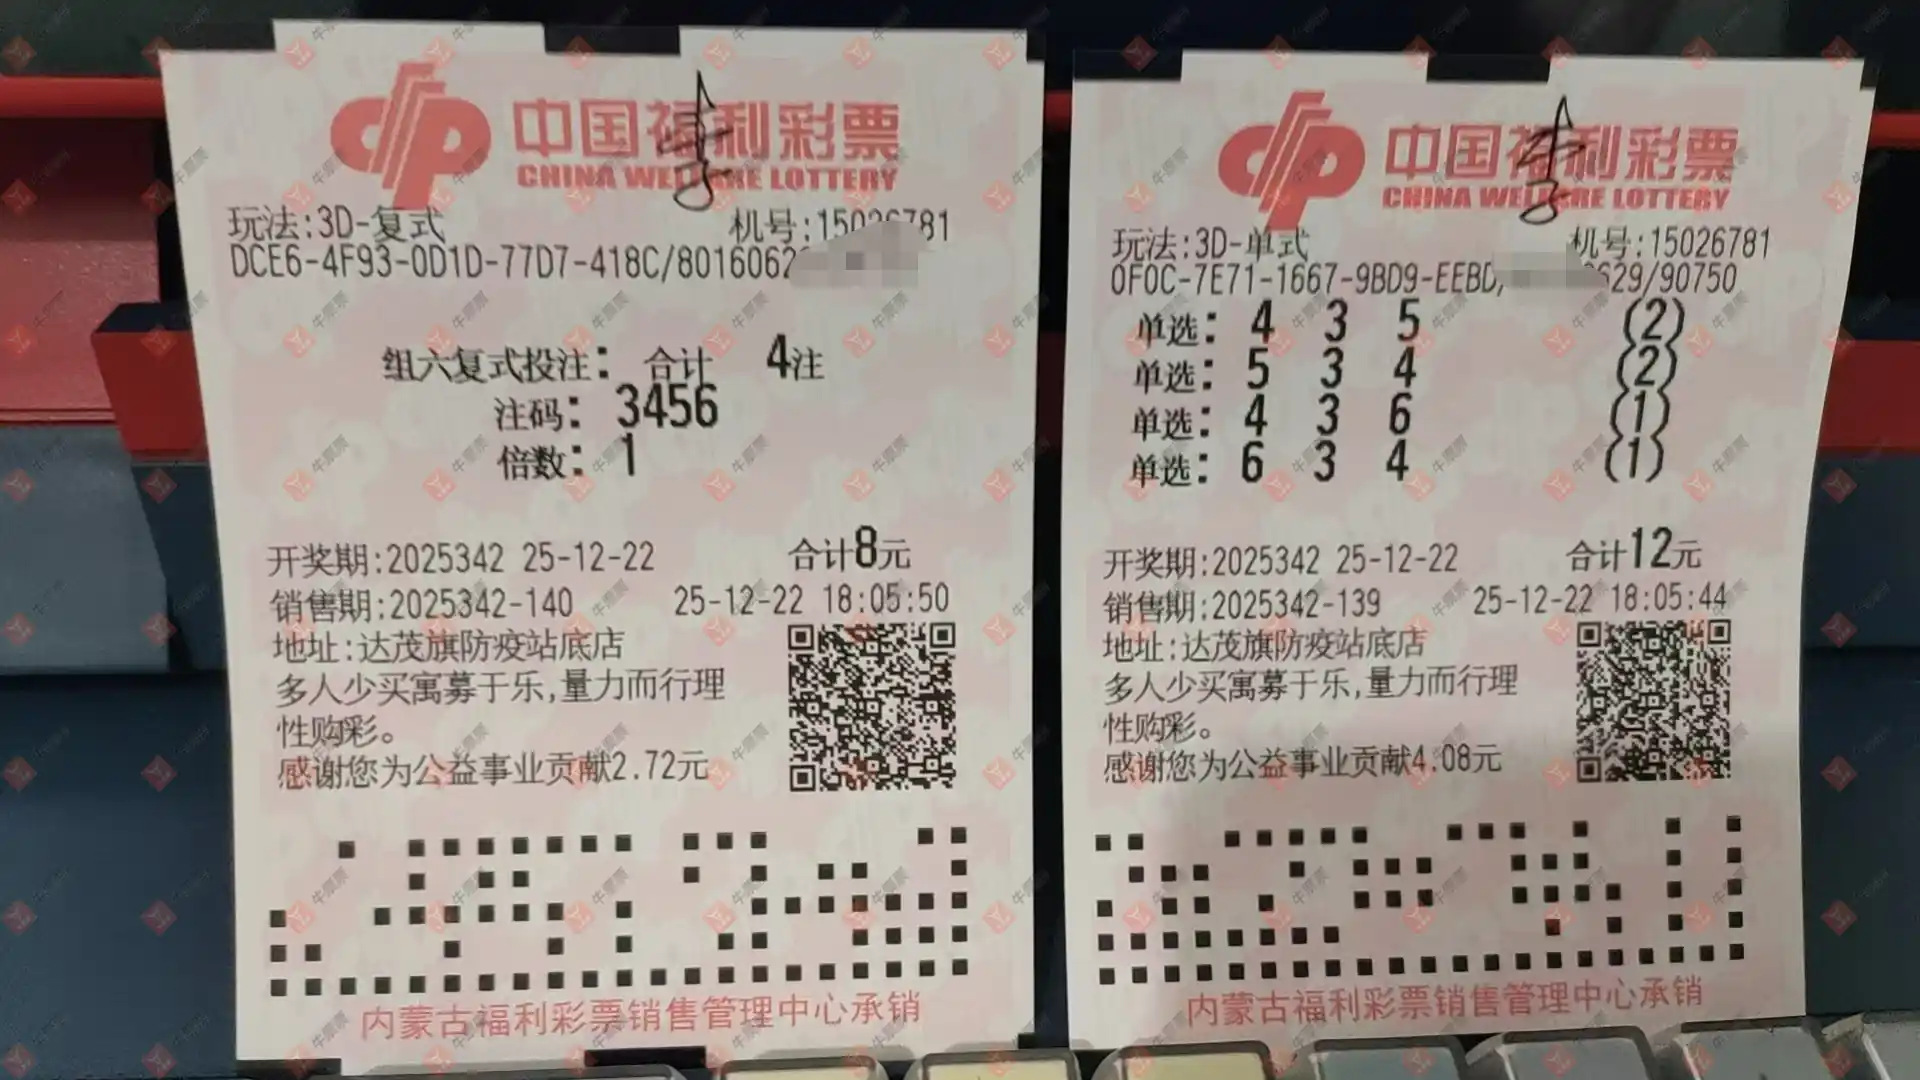 中国福利彩票
CHINA WELFARE LOTTERY
玩法:3D-复式 机号:15026781
DCE6-4F93-0D1D-77D7-418C/8016062
组六复式投注: 合计 4注
注码: 3456
倍数: 1
开奖期:2025342 25-12-22 合计8元
销售期:2025342-140 25-12-22 18:05:50
地址:达茂旗防疫站底店
多人少买寓募于乐,量力而行理
性购彩。
感谢您为公益事业贡献2.72元
内蒙古福利彩票销售管理中心承销
中国福利彩票
CHINA WELFARE LOTTERY
玩法:3D-单式 机号:15026781
0F0C-7E71-1667-9BD9-EEBD/ 629/90750
单选: 4 3 5 (2)
单选: 5 3 4 (2)
单选: 4 3 6 (1)
单选: 6 3 4 (1)
开奖期:2025342 25-12-22 合计12元
销售期:2025342-139 25-12-22 18:05:44
地址:达茂旗防疫站底店
多人少买寓募于乐,量力而行理
性购彩。
感谢您为公益事业贡献4.08元
内蒙古福利彩票销售管理中心承销